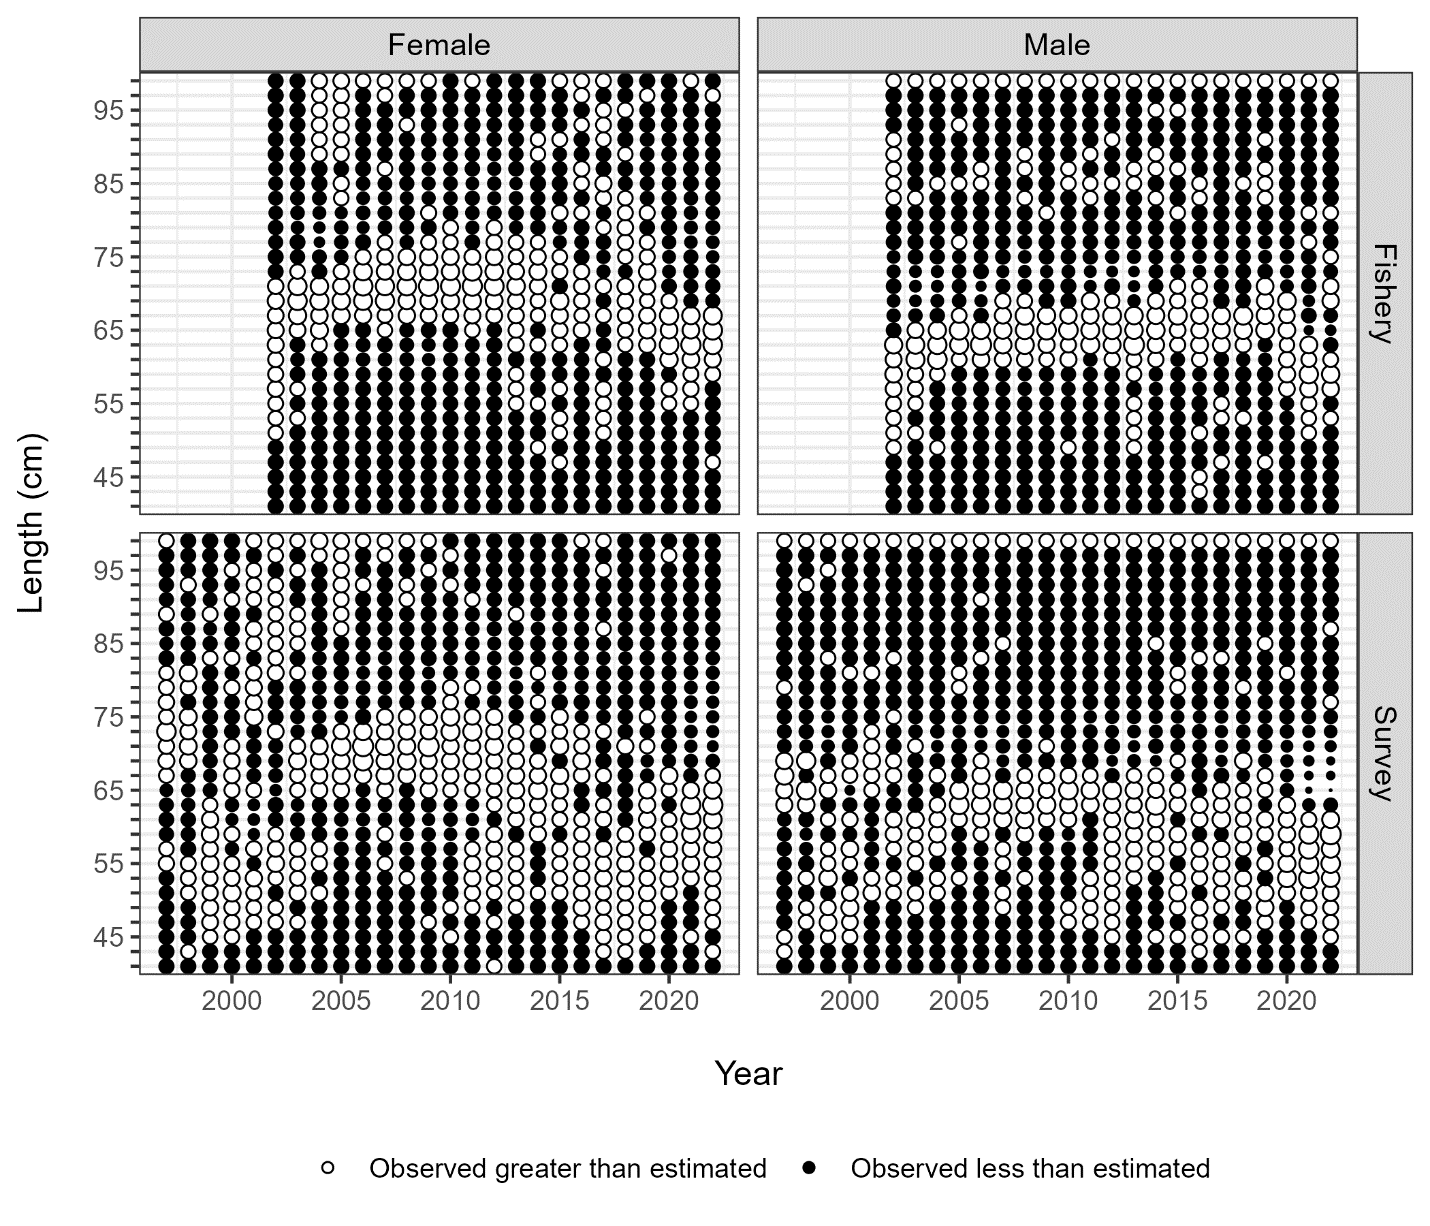 Female
Male
95
85
75
65
55
45
Fishery
95
85
75
65
55
45
Survey
Length (cm)
2000 2005 2010 2015 2020
2000 2005 2010 2015 2020
Year
Observed greater than estimated
Observed less than estimated